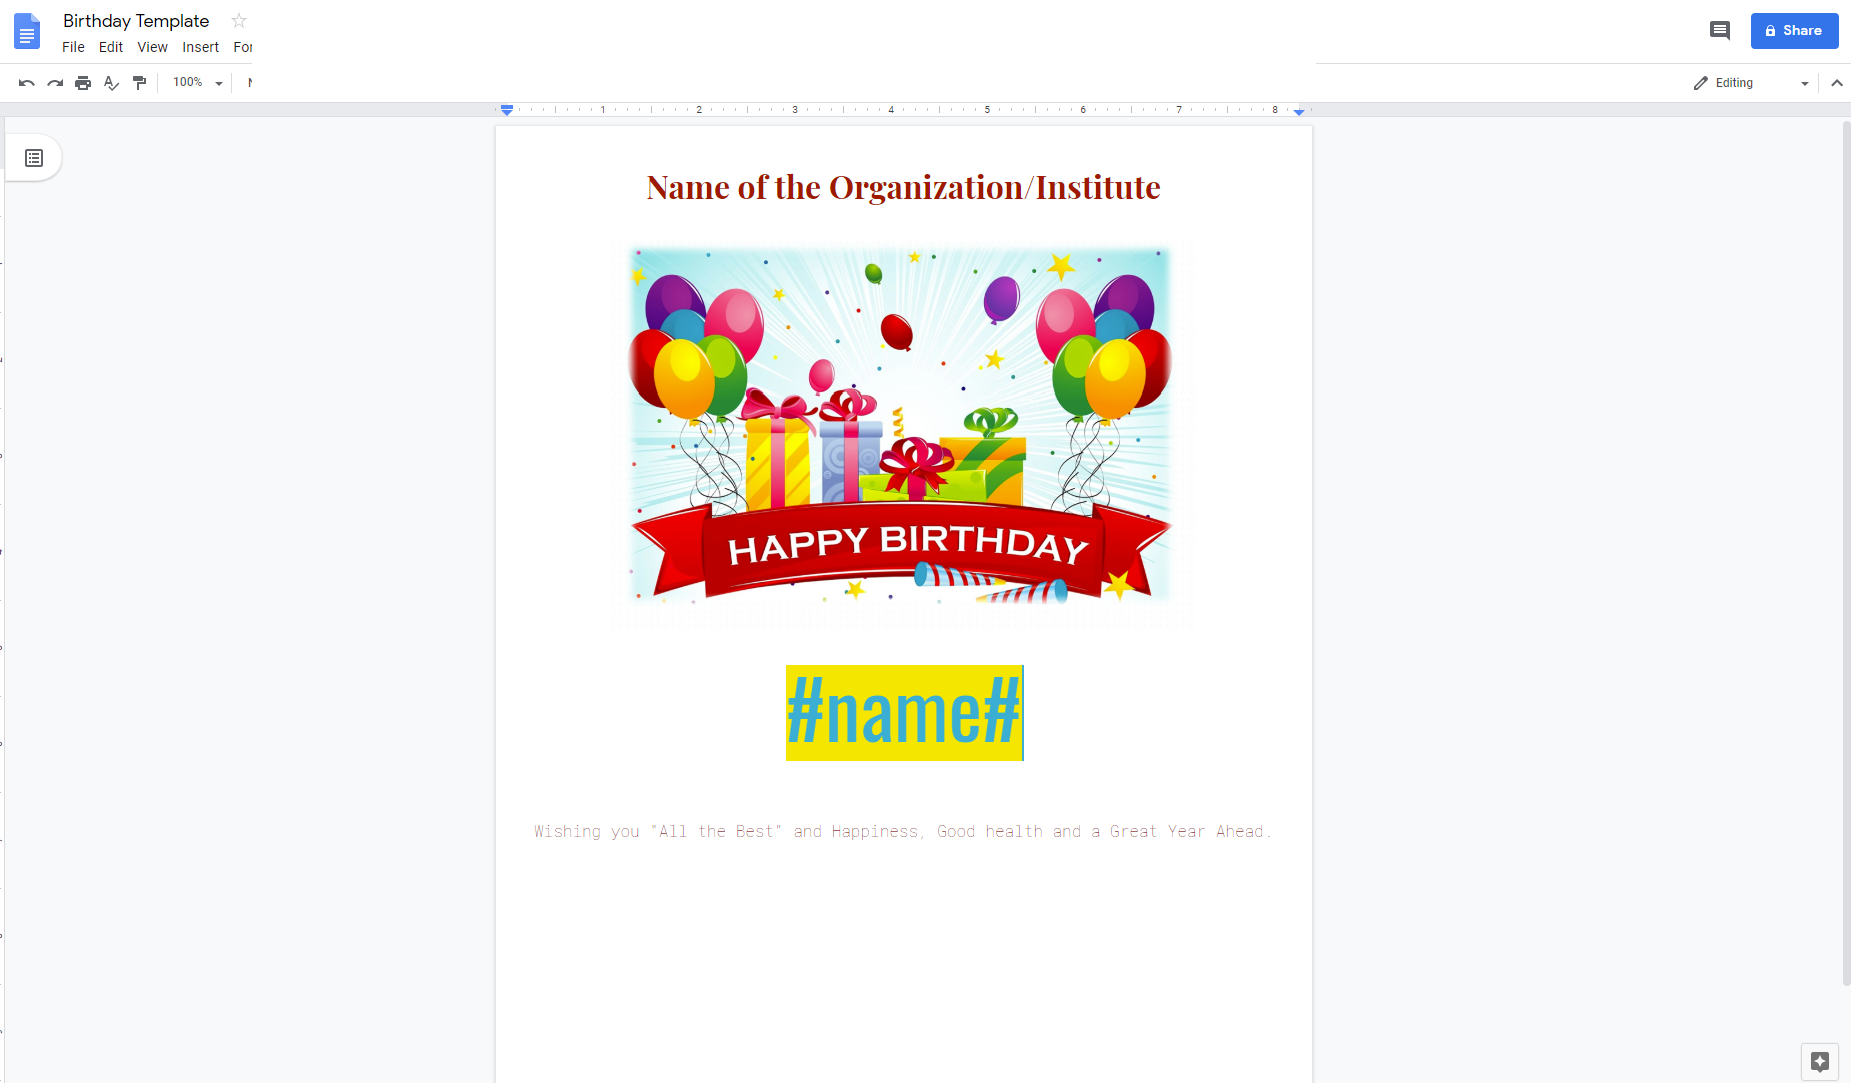 Birthday Template
File Edit View Insert For
Share
100%
Editing
1 2 3 4 5 6 7 8
Name of the Organization/Institute
HAPPY BIRTHDAY
#name#
Wishing you "All the Best" and Happiness, Good health and a Great Year Ahead.